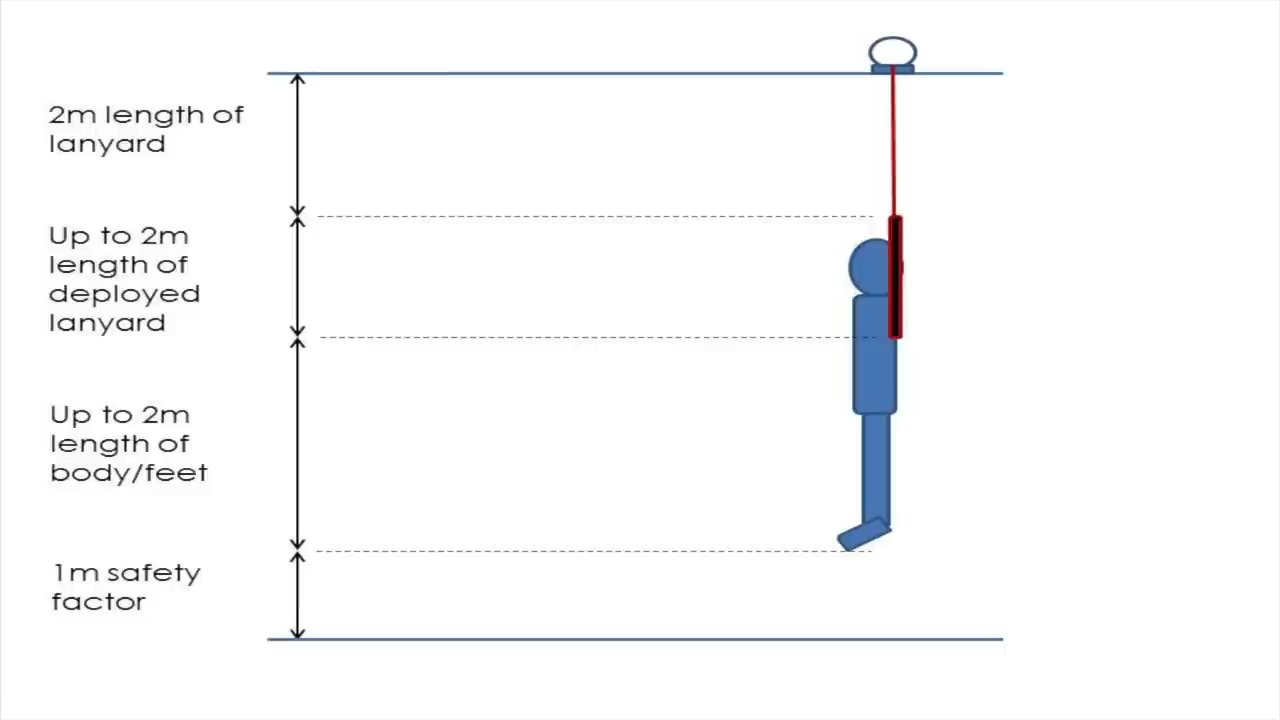 2m length of
lanyard
Up to 2m
length of
deployed
lanyard
Up to 2m
length of
body/feet
1m safety
factor